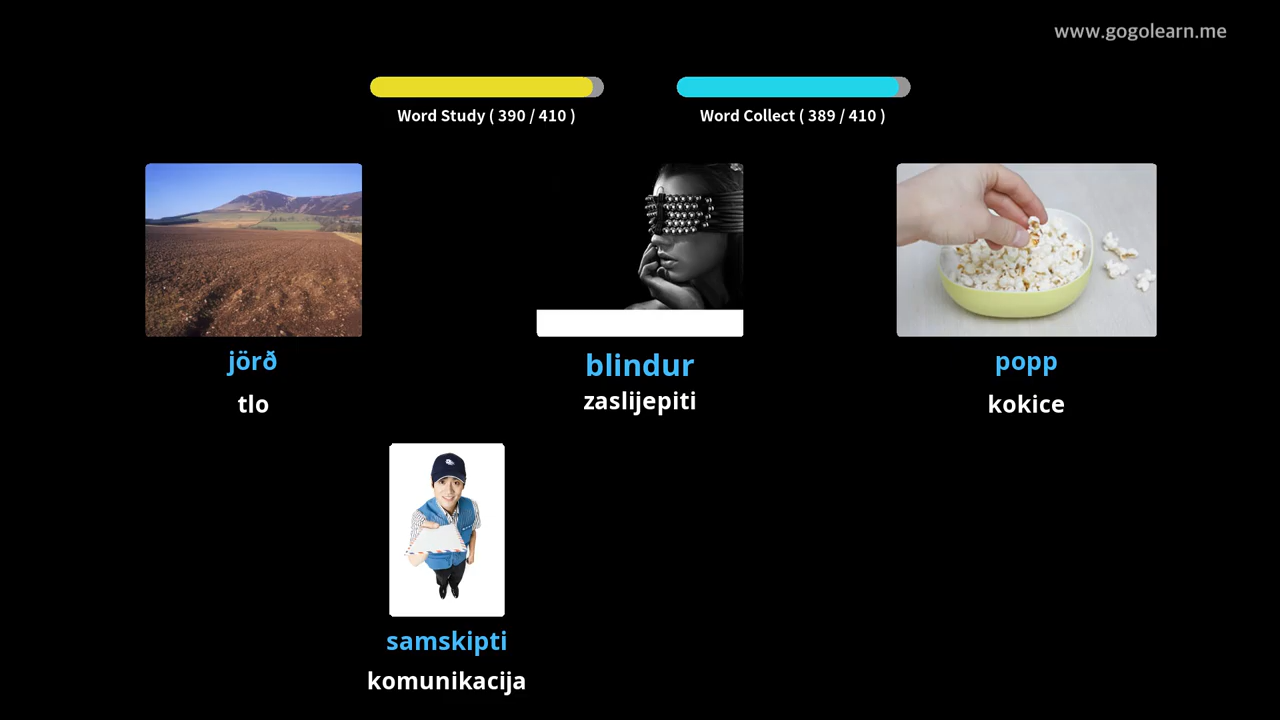 www.gogolearn.me
Word Study ( 390 / 410 )
Word Collect ( 389 / 410 )
jörð
blindur
popp
tlo
zaslijepiti
kokice
samskipti
komunikacija